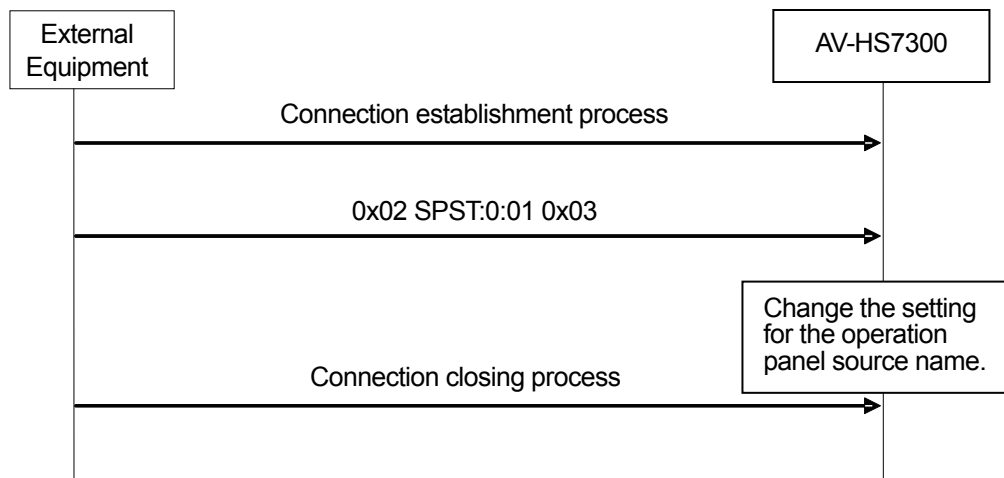 External
Equipment
AV-HS7300
Connection establishment process
0x02 SPST:0:01 0x03
Change the setting
for the operation
panel source name.
Connection closing process